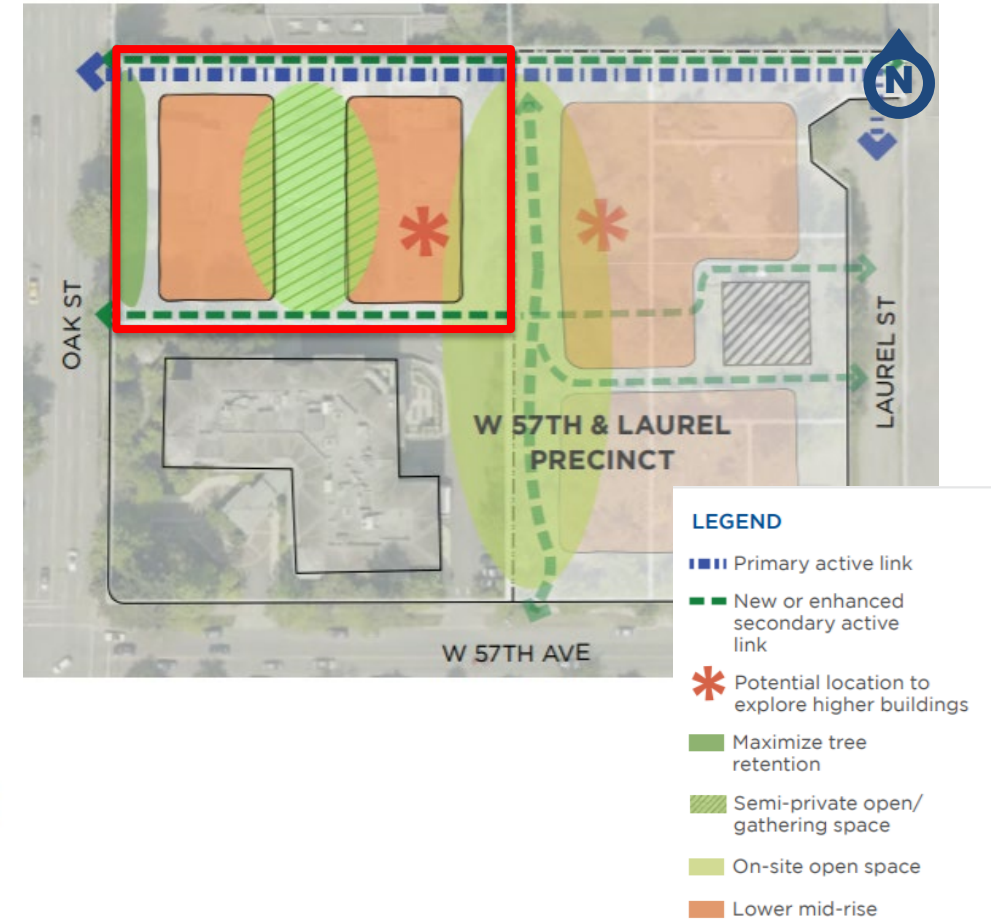 N
OAK ST
LAUREL ST
W 57TH & LAUREL
PRECINCT
W 57TH AVE
LEGEND
Primary active link
New or enhanced
secondary active
link
Potential location to
explore higher buildings
Maximize tree
retention
Semi-private open/
gathering space
On-site open space
Lower mid-rise